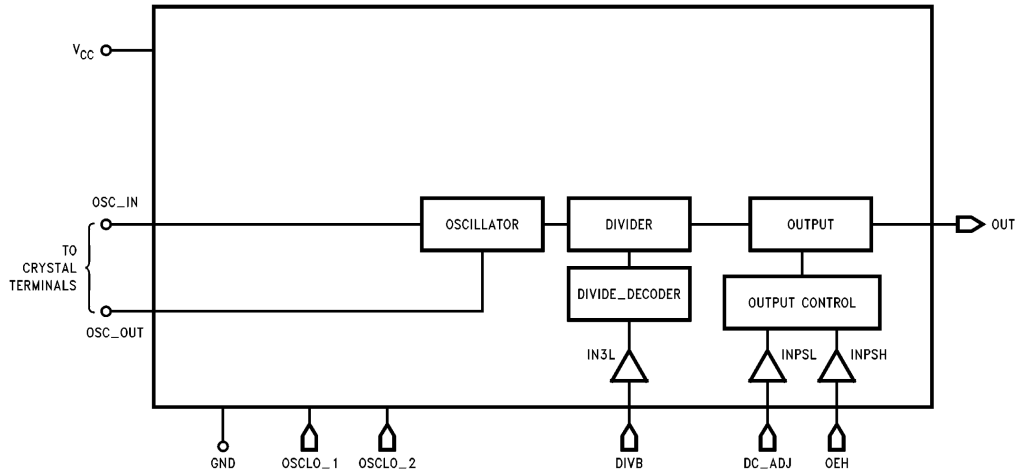 VCC
OSC_IN
OSCILLATOR
DIVIDER
OUTPUT
OUT
TO
CRYSTAL
TERMINALS
DIVIDE_DECODER
OUTPUT CONTROL
OSC_OUT
IN3L
INPSL
INPSH
GND
OSCLO_1
OSCLO_2
DIVB
DC_ADJ
OEH